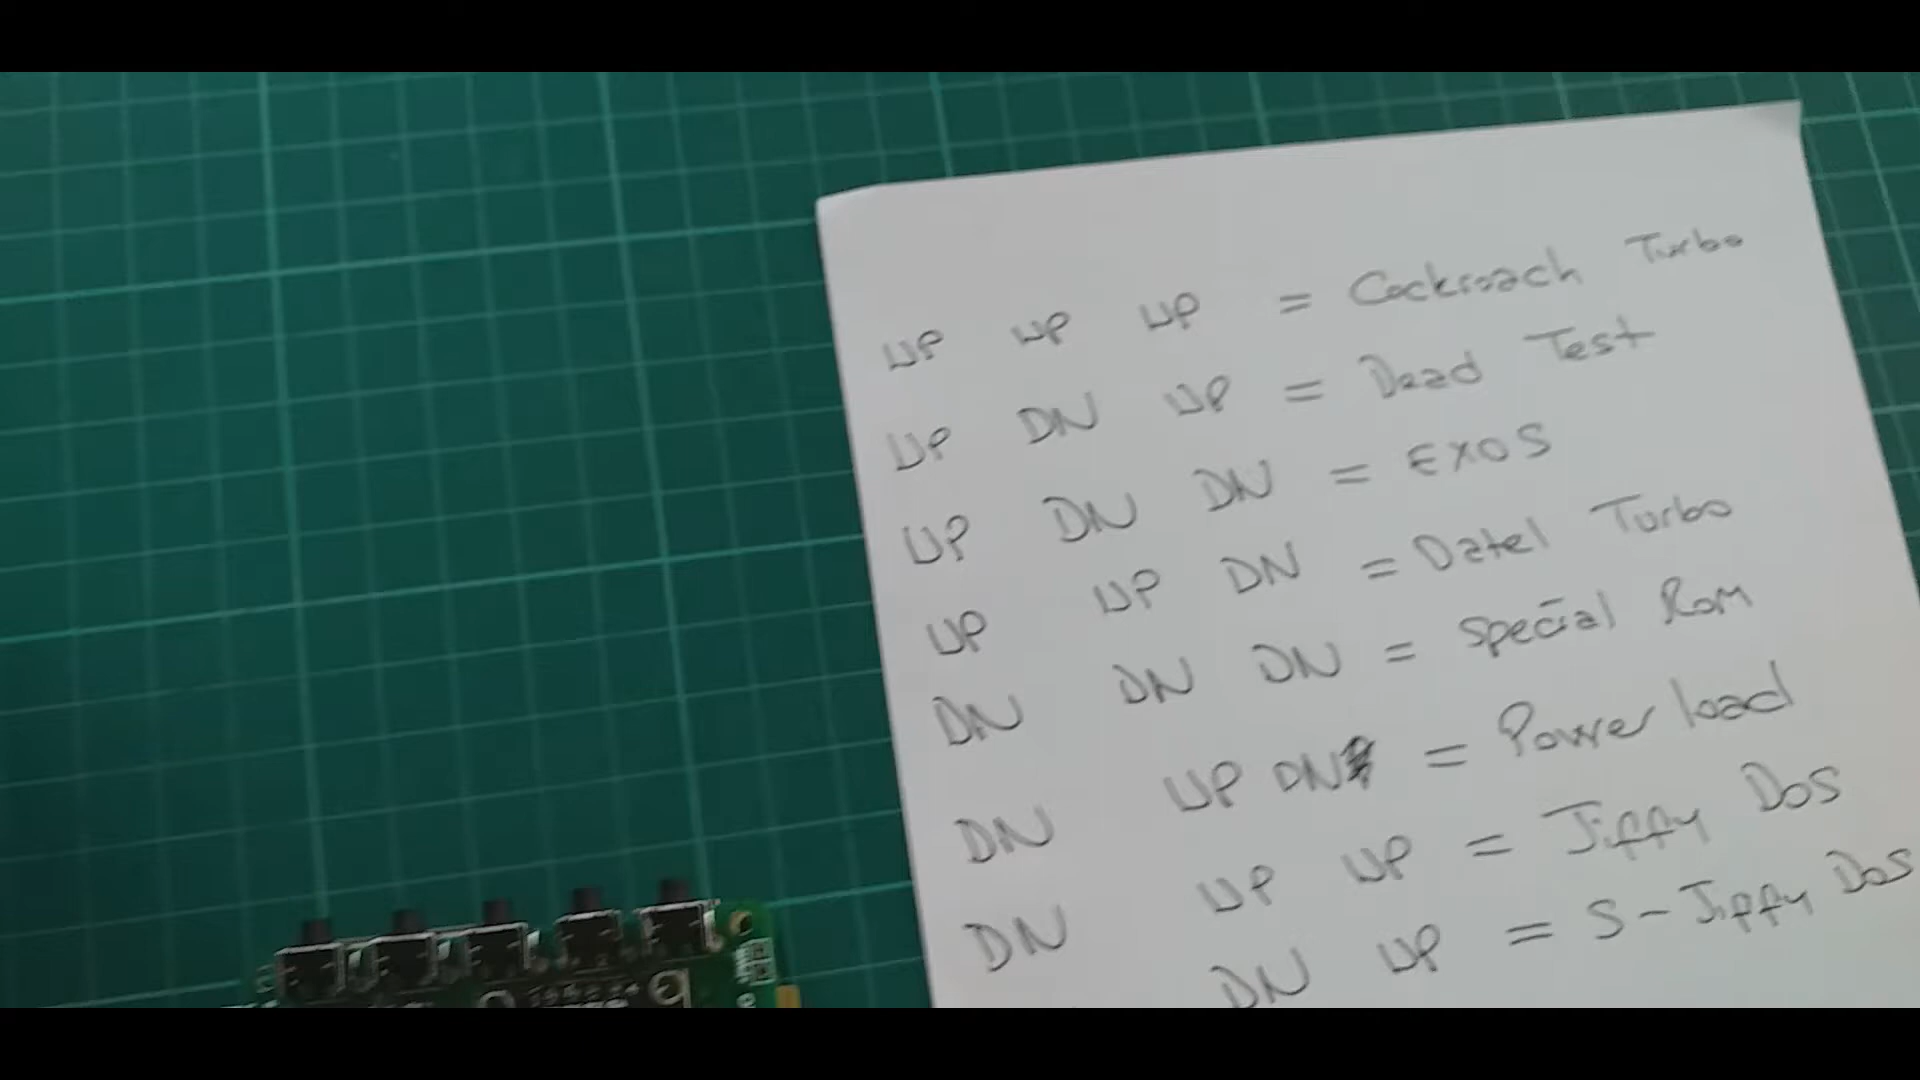 UP UP UP = Cockroach Turbo
UP DN UP = Dead Test
UP DN DN = EXOS
UP UP DN = Datel Turbo
DN DN DN = Special Rom
DN UP DN = Power load
DN UP UP = Jiffy Dos
DN UP = S-Jiffy Dos